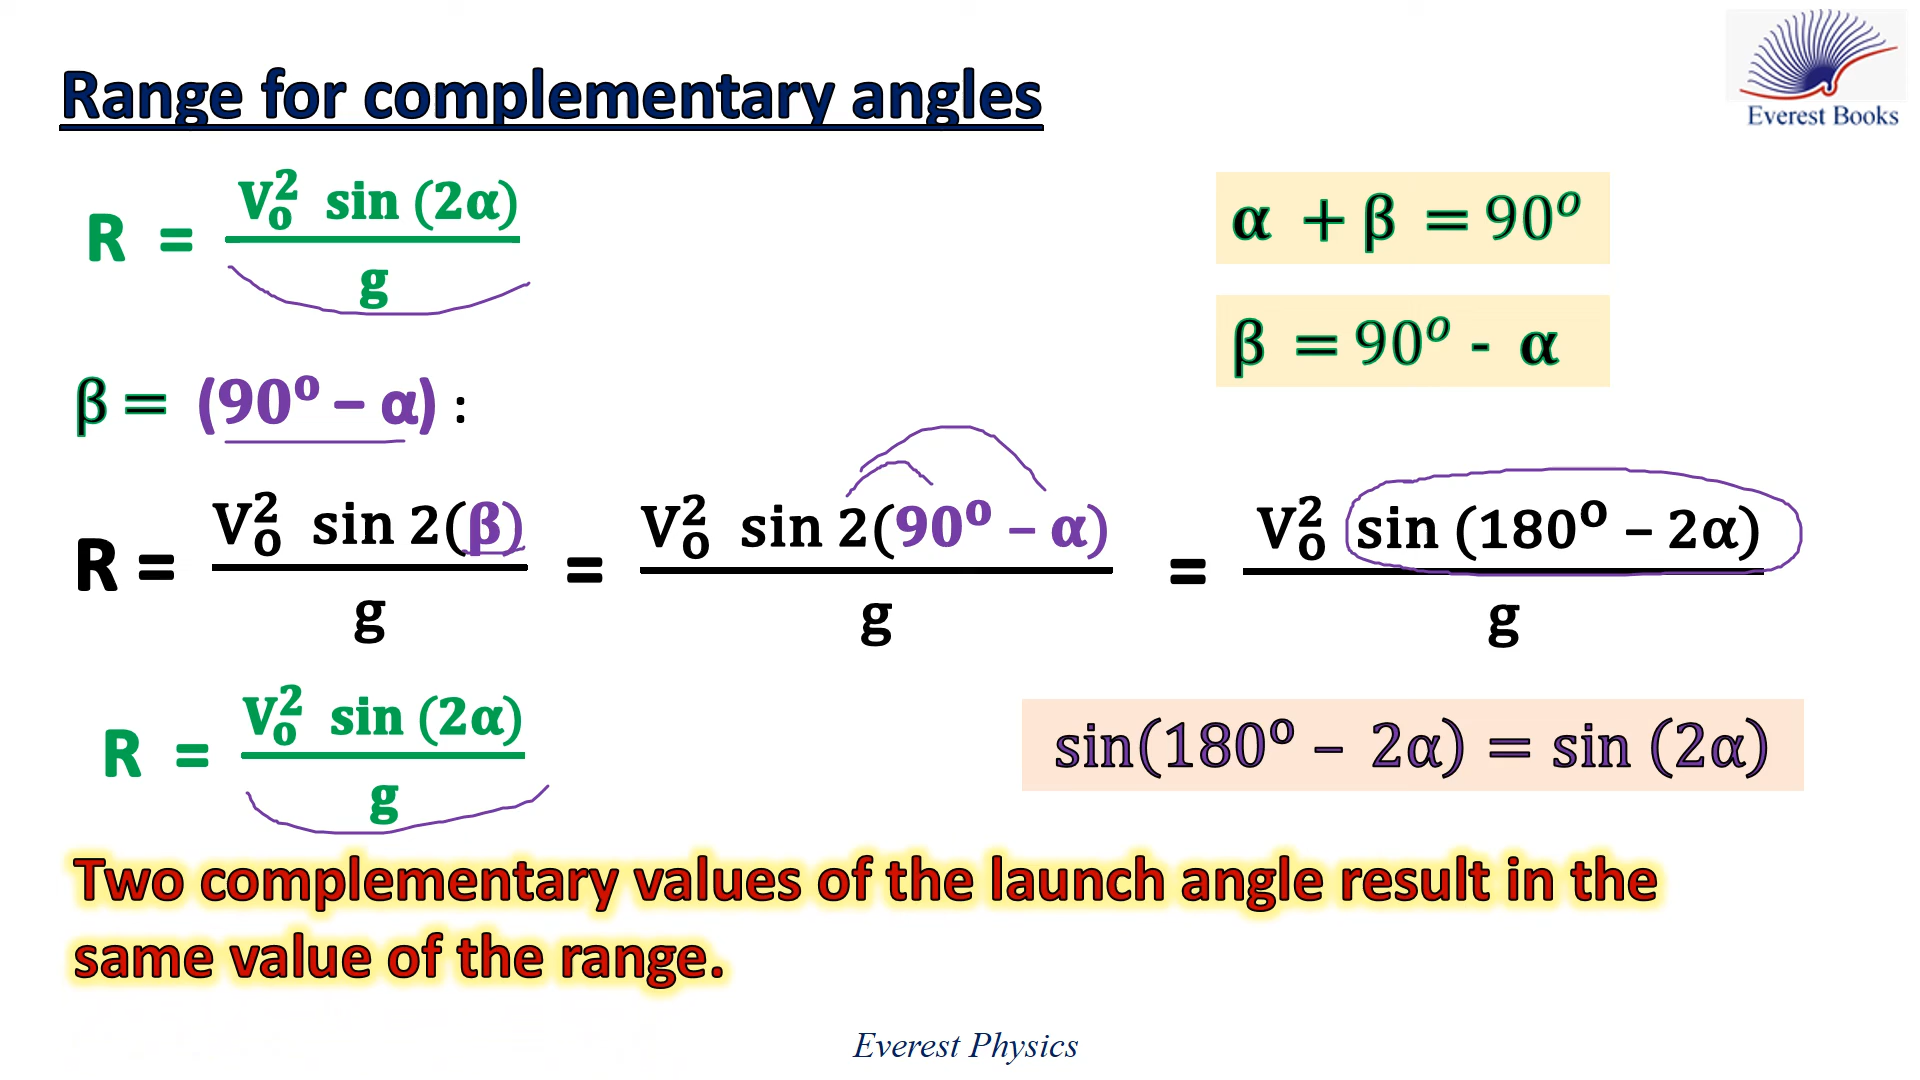 Range for complementary angles
Everest Books
R = V₀² sin (2α) / g
α + β = 90°
β = 90° - α
β = (90° – α) :
R = V₀² sin 2(β) / g = V₀² sin 2(90° – α) / g = V₀² sin (180° – 2α) / g
R = V₀² sin (2α) / g
sin(180° – 2α) = sin (2α)
Two complementary values of the launch angle result in the
same value of the range.
Everest Physics